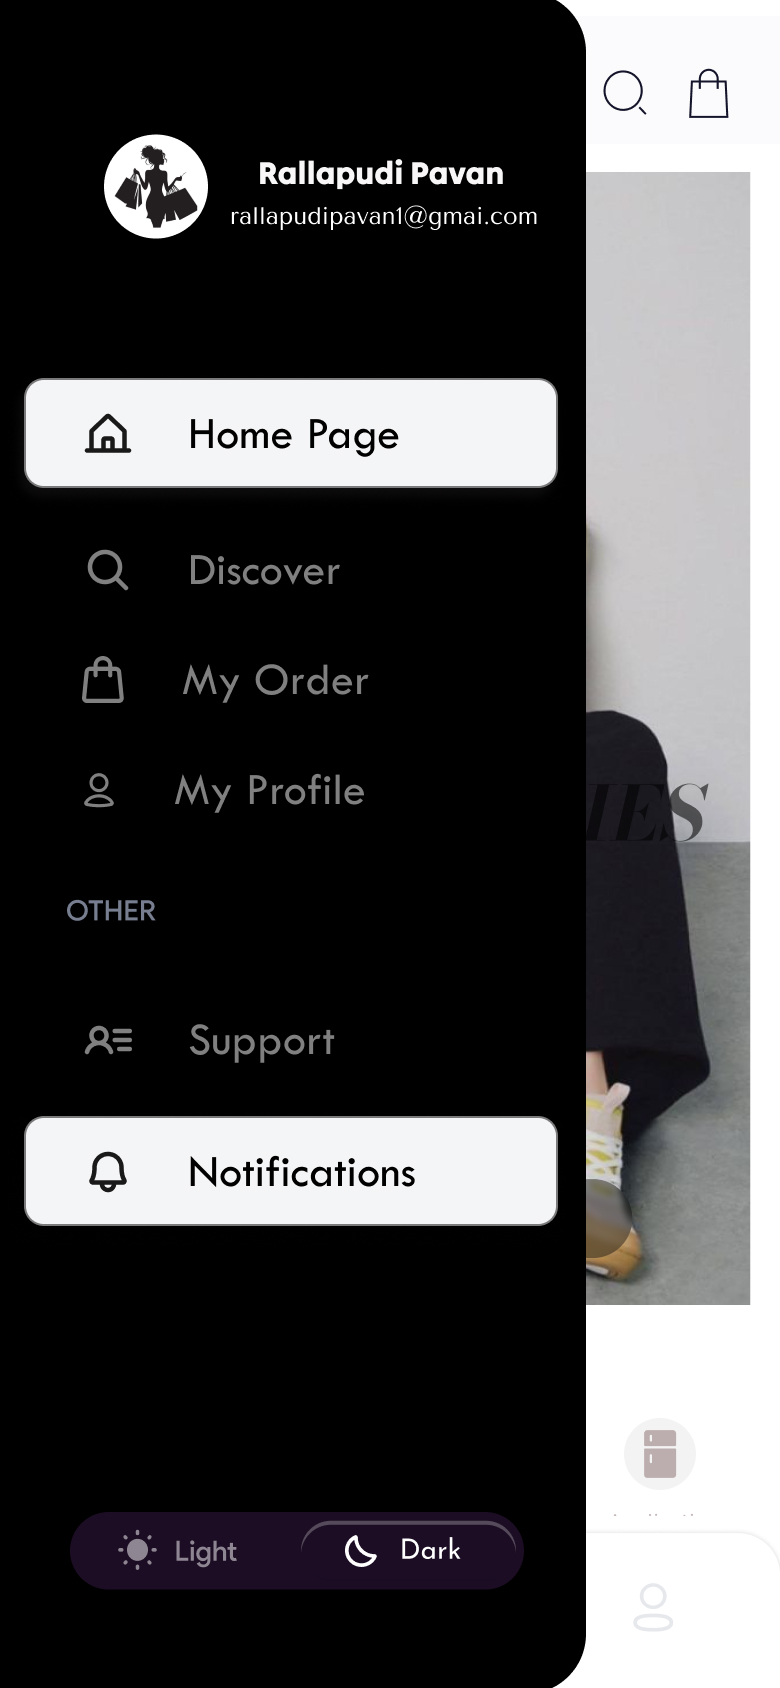 Rallapudi Pavan
rallapudipavan1@gmai.com
Home Page
Discover
My Order
My Profile
IES
OTHER
Support
Notifications
Light
Dark